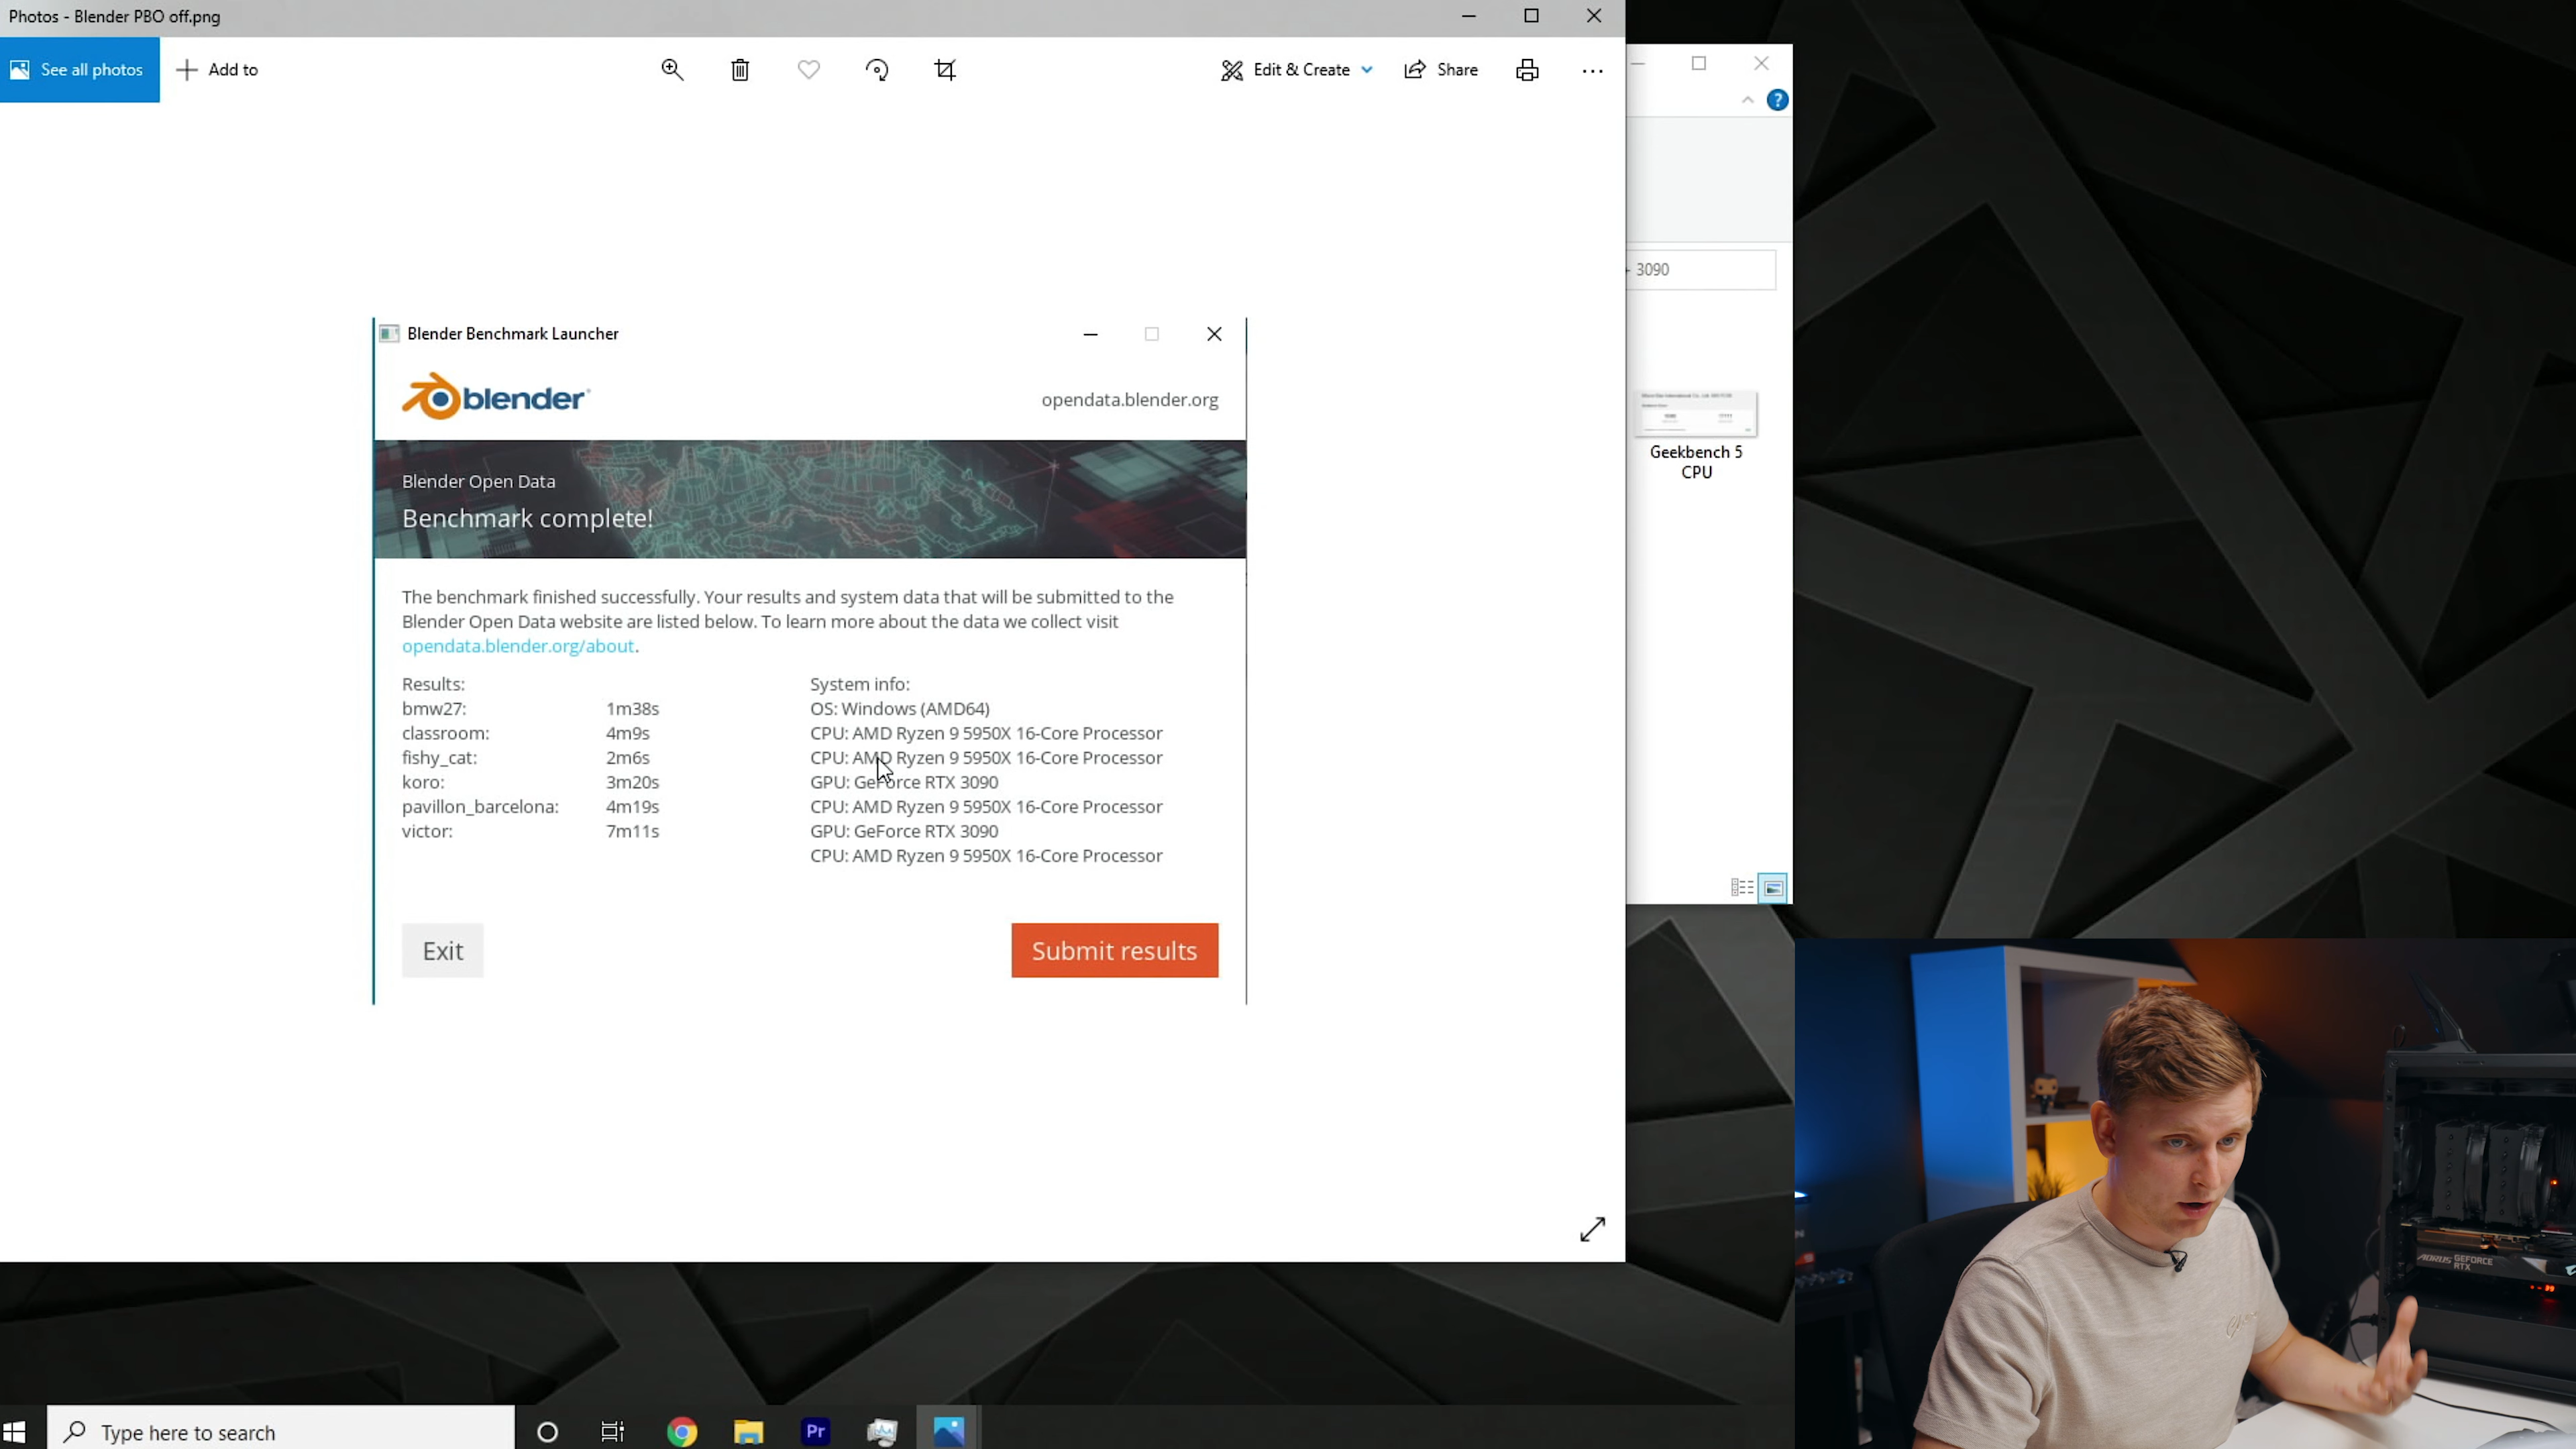 Photos - Blender PBO off.png
See all photos
Add to
Edit & Create
Share
3090
Geekbench 5
CPU
Blender Benchmark Launcher
blender
opendata.blender.org
Blender Open Data
Benchmark complete!
The benchmark finished successfully. Your results and system data that will be submitted to the
Blender Open Data website are listed below. To learn more about the data we collect visit
opendata.blender.org/about.
Results:
bmw27: 1m38s
classroom: 4m9s
fishy_cat: 2m6s
koro: 3m20s
pavillon_barcelona: 4m19s
victor: 7m11s
System info:
OS: Windows (AMD64)
CPU: AMD Ryzen 9 5950X 16-Core Processor
CPU: AMD Ryzen 9 5950X 16-Core Processor
GPU: GeForce RTX 3090
CPU: AMD Ryzen 9 5950X 16-Core Processor
GPU: GeForce RTX 3090
CPU: AMD Ryzen 9 5950X 16-Core Processor
Exit
Submit results
AORUS GEFORCE
RTX
Type here to search
Pr